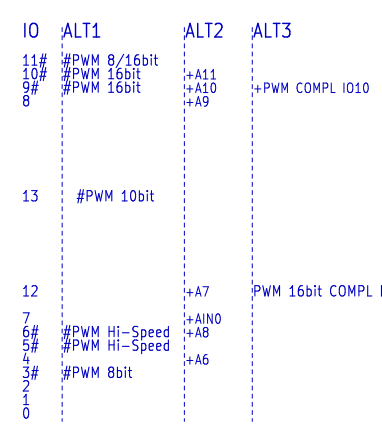 IO ALT1 ALT2 ALT3
11# #PWM 8/16bit
10# #PWM 16bit +A11
9# #PWM 16bit +A10 +PWM COMPL IO10
8 +A9
13 #PWM 10bit
12 +A7 PWM 16bit COMPL
7 +AIN0
6# #PWM Hi-Speed +A8
5# #PWM Hi-Speed
4 +A6
3# #PWM 8bit
2
1
0